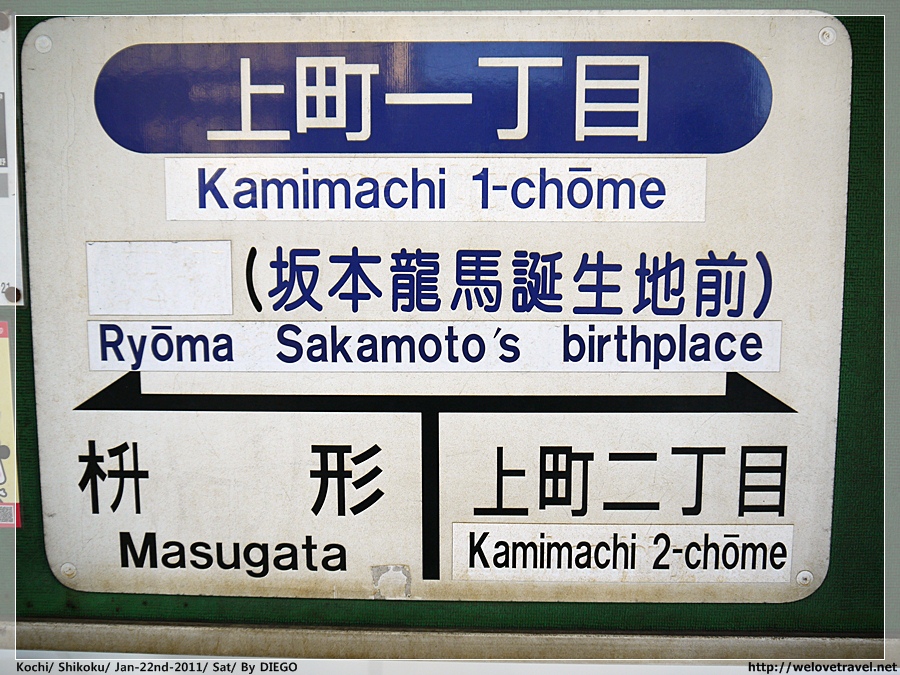 上町一丁目
Kamimachi 1-chōme
(坂本龍馬誕生地前)
Ryōma Sakamoto's birthplace
枡形 上町二丁目
Masugata Kamimachi 2-chōme
21
Kochi/ Shikoku/ Jan-22nd-2011/ Sat/ By DIEGO http://welovetravel.net